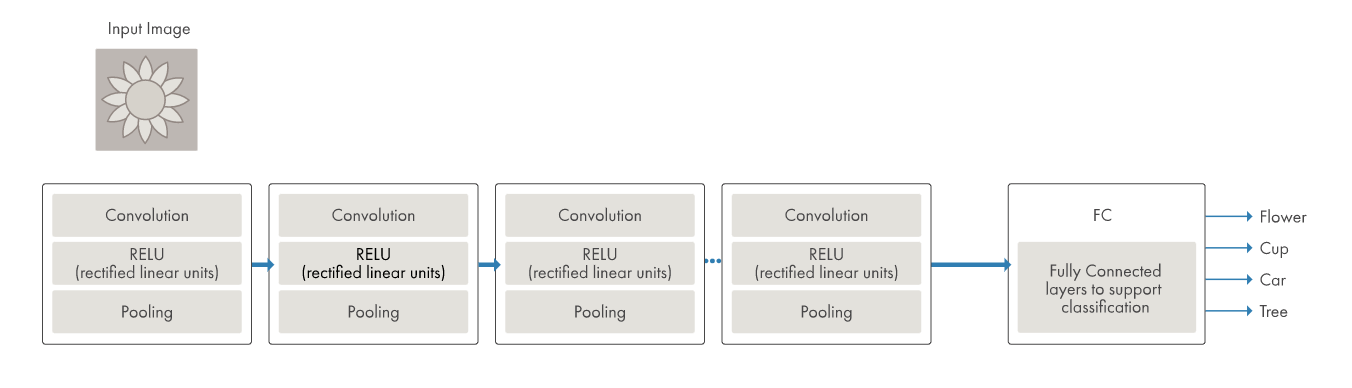 Input Image
Convolution
RELU
(rectified linear units)
Pooling
Convolution
RELU
(rectified linear units)
Pooling
Convolution
RELU
(rectified linear units)
Pooling
Convolution
RELU
(rectified linear units)
Pooling
FC
Fully Connected
layers to support
classification
Flower
Cup
Car
Tree